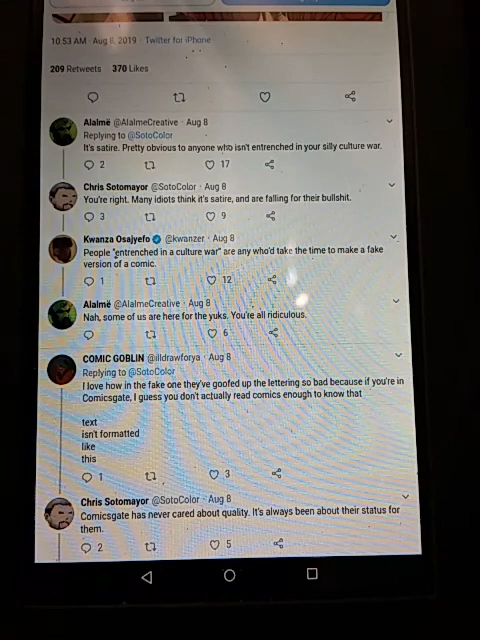 10:53 AM · Aug 8, 2019 · Twitter for iPhone
209 Retweets 370 Likes
Alalmë @AlalmeCreative · Aug 8
Replying to @SotoColor
It's satire. Pretty obvious to anyone who isn't entrenched in your silly culture war.
2 17
Chris Sotomayor @SotoColor · Aug 8
You're right. Many idiots think it's satire, and are falling for their bullshit.
3 9
Kwanza Osajyefo @kwanzer · Aug 8
People "entrenched in a culture war" are any who'd take the time to make a fake
version of a comic.
1 12
Alalmë @AlalmeCreative · Aug 8
Nah, some of us are here for the yuks. You're all ridiculous.
6
COMIC GOBLIN @illdrawforya · Aug 8
Replying to @SotoColor
I love how in the fake one they've goofed up the lettering so bad because if you're in
Comicsgate, I guess you don't actually read comics enough to know that
text
isn't formatted
like
this
1 3
Chris Sotomayor @SotoColor · Aug 8
Comicsgate has never cared about quality. It's always been about their status for
them.
2 5